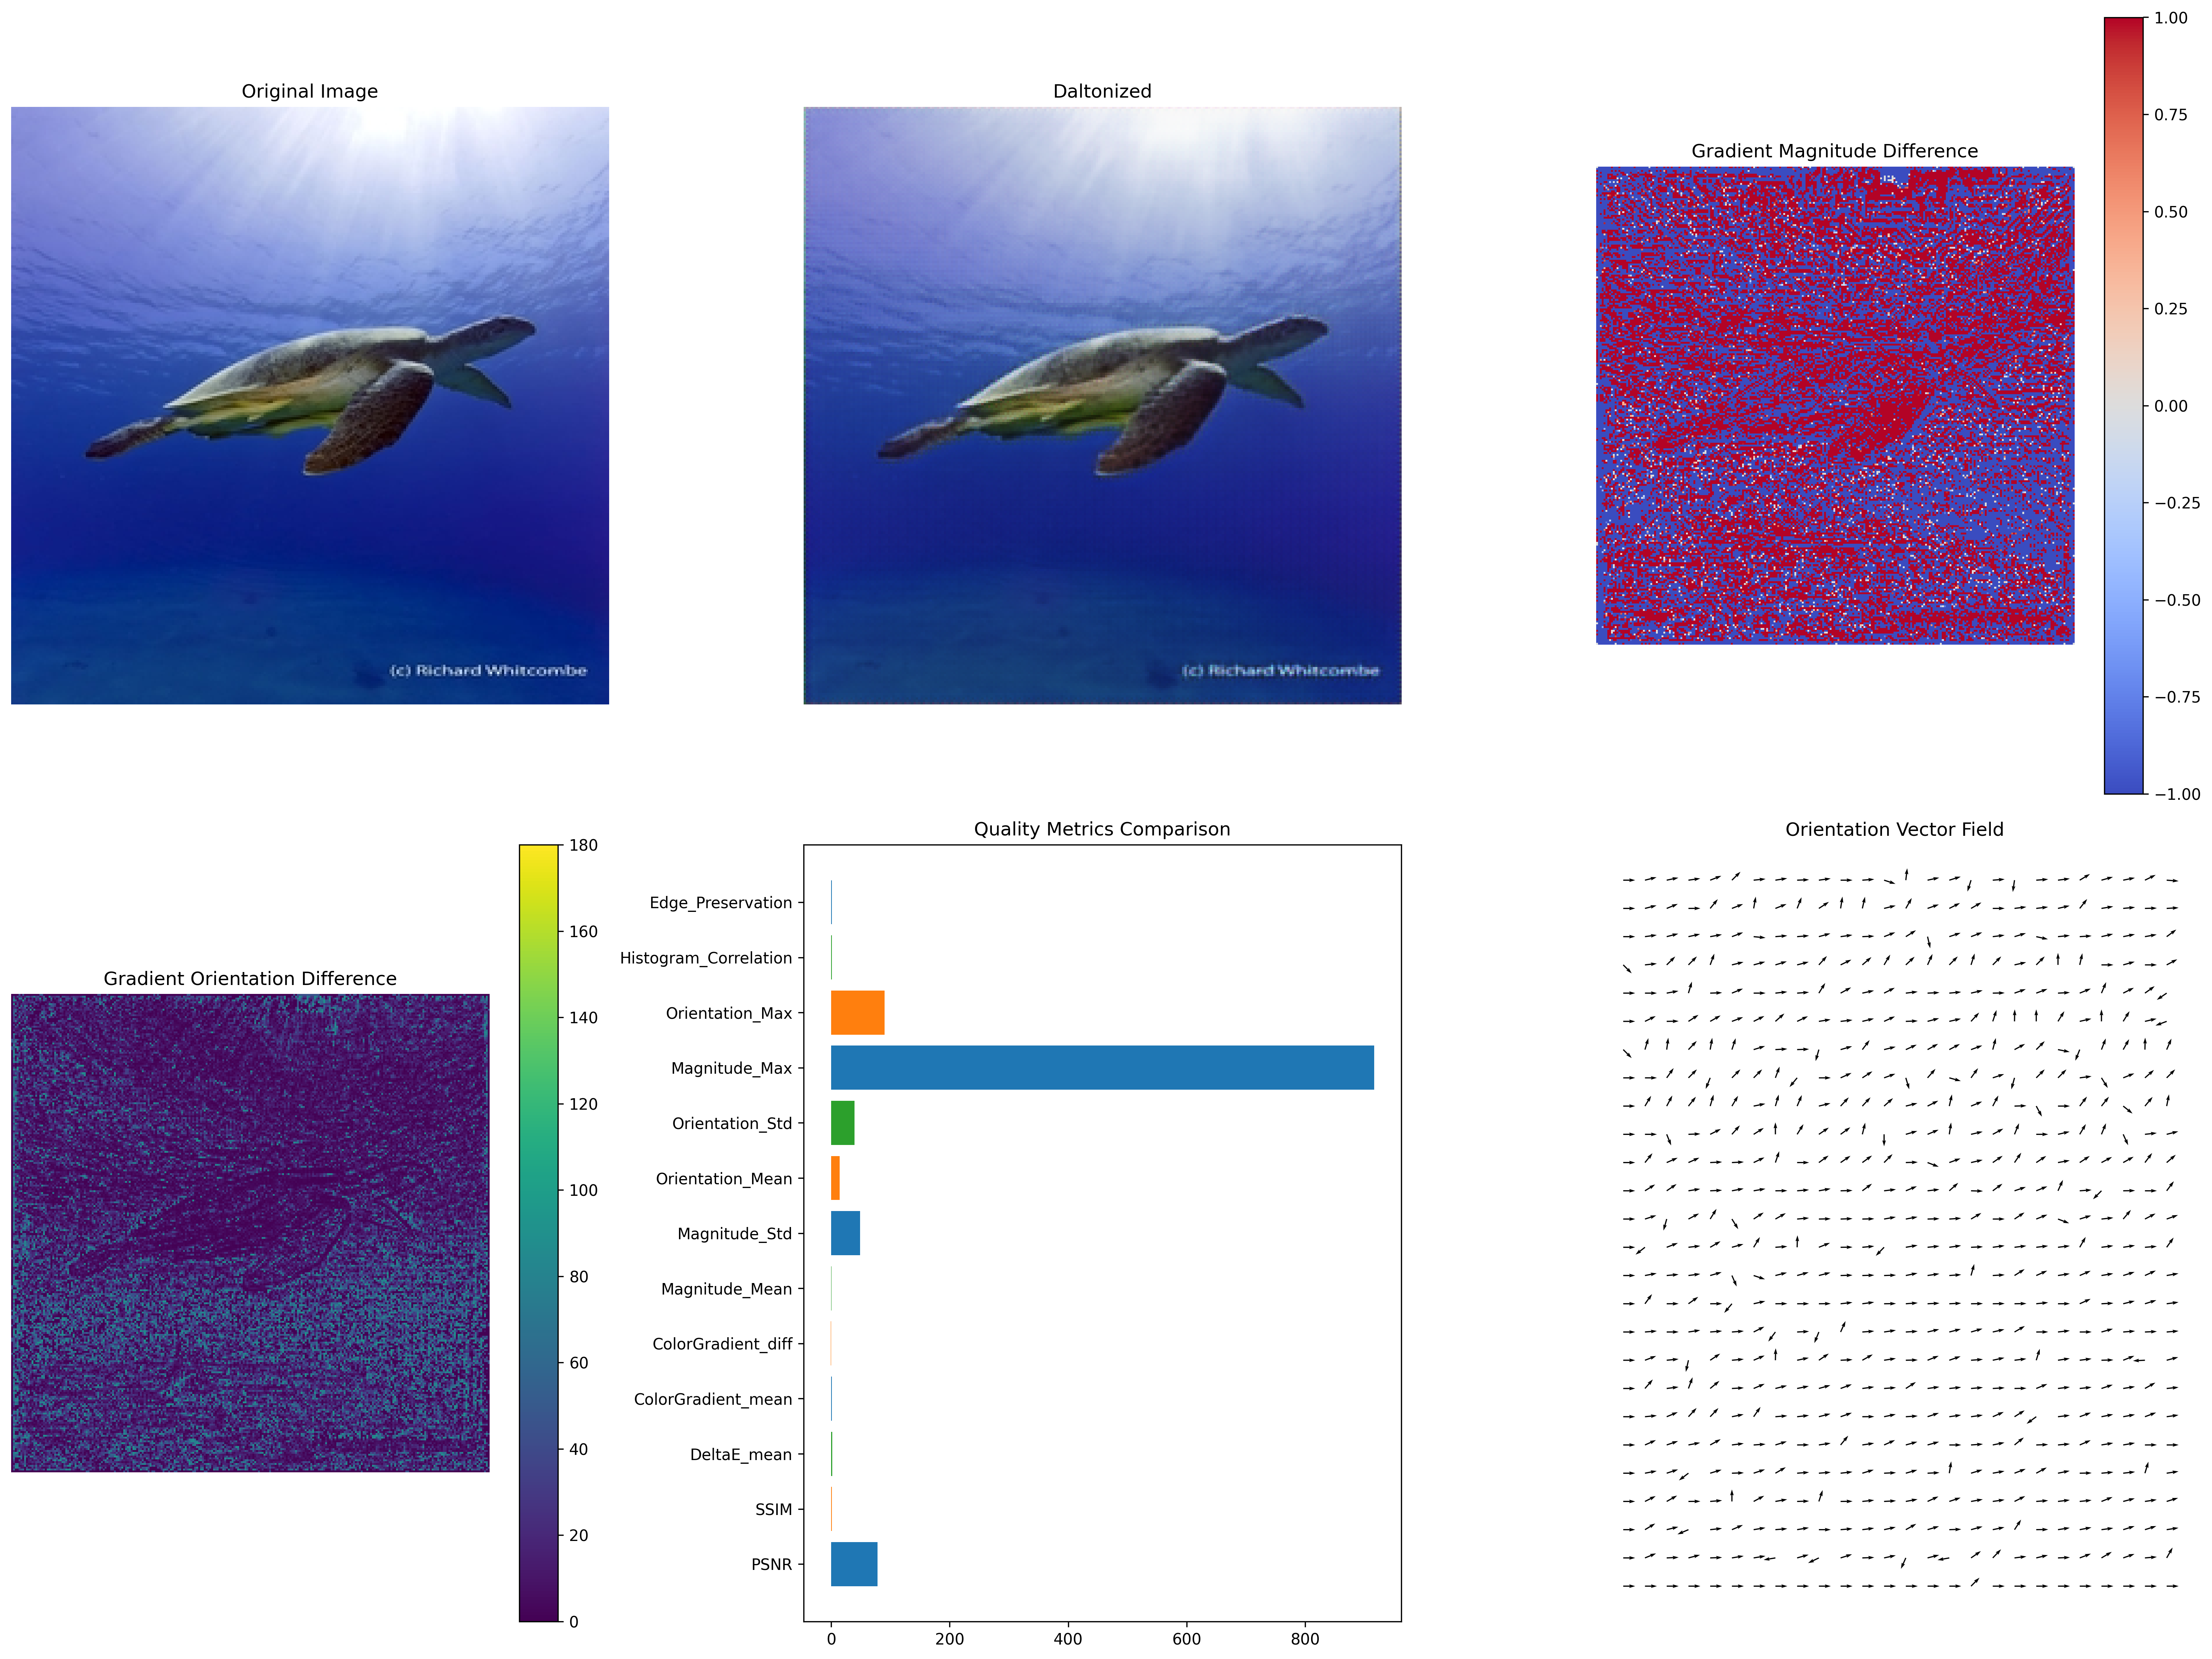 Original Image
(c) Richard Whitcombe
Daltonized
(c) Richard Whitcombe
Gradient Magnitude Difference
1.00
0.75
0.50
0.25
0.00
−0.25
−0.50
−0.75
−1.00
Gradient Orientation Difference
180
160
140
120
100
80
60
40
20
0
Quality Metrics Comparison
Edge_Preservation
Histogram_Correlation
Orientation_Max
Magnitude_Max
Orientation_Std
Orientation_Mean
Magnitude_Std
Magnitude_Mean
ColorGradient_diff
ColorGradient_mean
DeltaE_mean
SSIM
PSNR
0 200 400 600 800
Orientation Vector Field